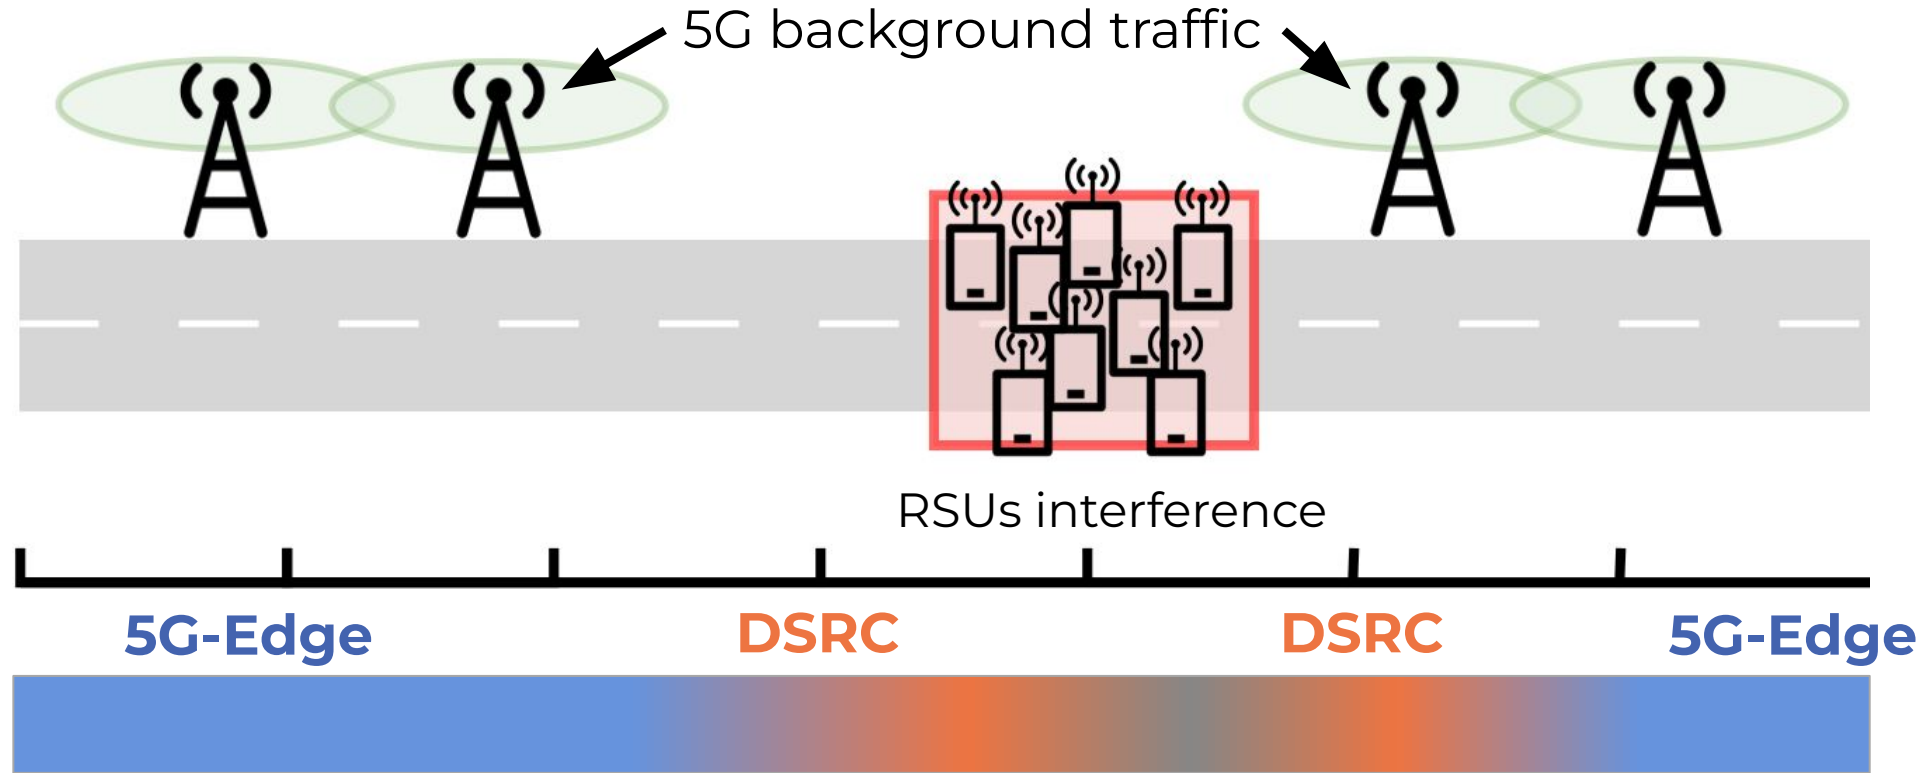 5G background traffic
RSUs interference
5G-Edge
DSRC
DSRC
5G-Edge